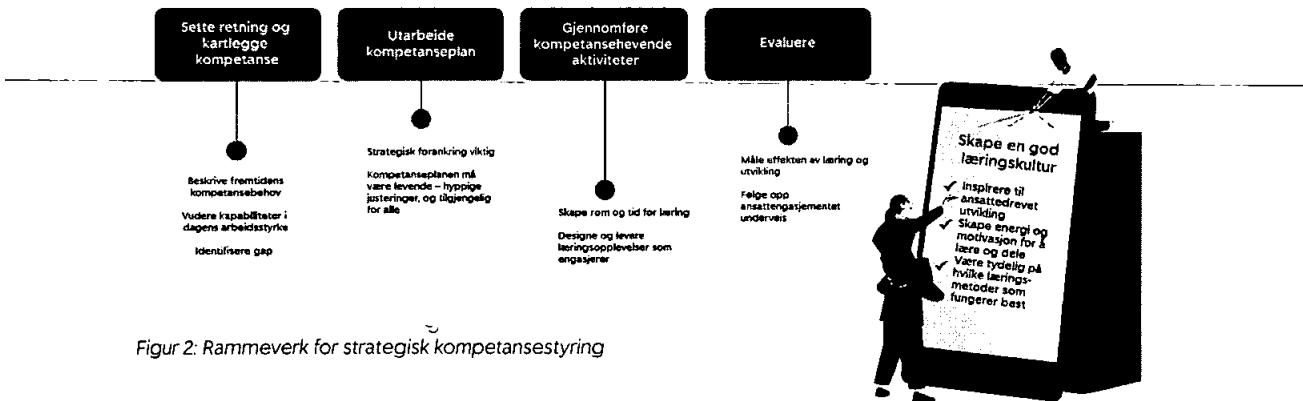 Sette retning og
kartlegge
kompetanse
Utarbeide
kompetanseplan
Gjennomføre
kompetansehevende
aktiviteter
Evaluere
Beskrive fremtidens
kompetansebehov
Vudere kapabiliteter i
dagens arbeidsstyrke
Identifisere gap
Strategisk forankring viktig
Kompetanseplanen må
være levende – hyppige
justeringer, og tilgjengelig
for alle
Skape rom og tid for læring
Designe og levere
læringsopplevelser som
engasjerer
Måle effekten av læring og
utvikling
Følge opp
ansattengasjementet
underveis
Skape en god
læringskultur
✓ Inspirere til
ansattedrevet
utvikling
✓ Skape energi og
motivasjon for å
lære og dele
✓ Være tydelig på
hvilke lærings-
metoder som
fungerer best
Figur 2: Rammeverk for strategisk kompetansestyring